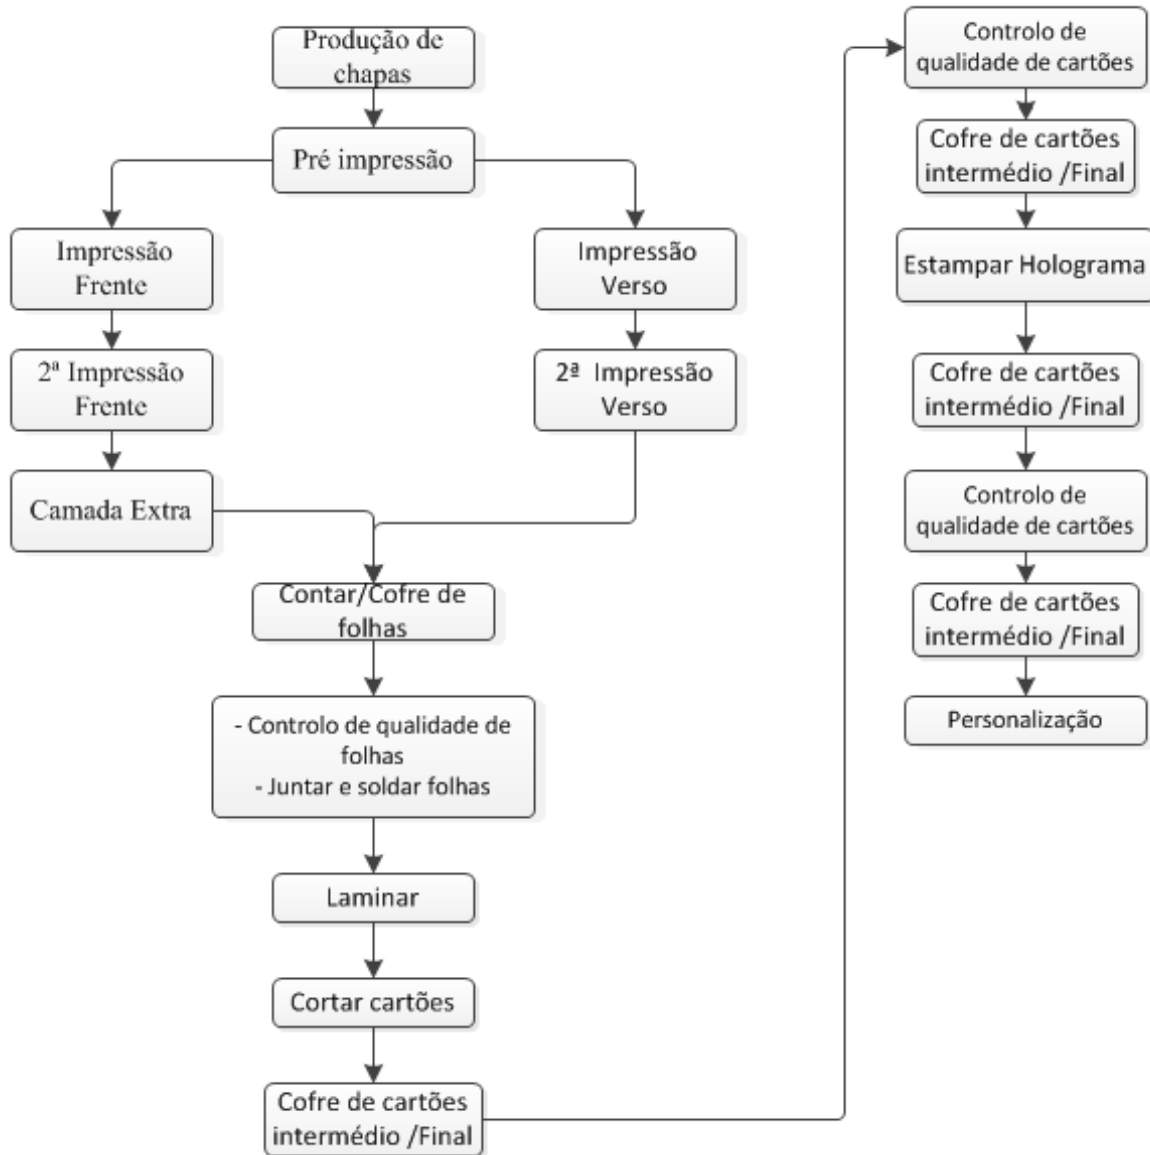 Produção de
chapas
Pré impressão
Impressão
Frente
Impressão
Verso
2ª Impressão
Frente
2ª Impressão
Verso
Camada Extra
Contar/Cofre de
folhas
- Controlo de qualidade de
folhas
- Juntar e soldar folhas
Laminar
Cortar cartões
Cofre de cartões
intermédio /Final
Controlo de
qualidade de cartões
Cofre de cartões
intermédio /Final
Estampar Holograma
Cofre de cartões
intermédio /Final
Controlo de
qualidade de cartões
Cofre de cartões
intermédio /Final
Personalização